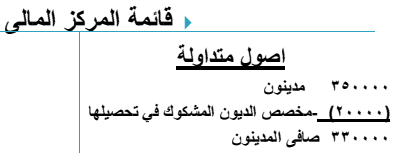 قائمة المركز المالى
اصول متداولة
٣٥٠٠٠٠ مدينون
(٢٠٠٠٠) -مخصص الديون المشكوك في تحصيلها
٣٣٠٠٠٠ صافى المدينون